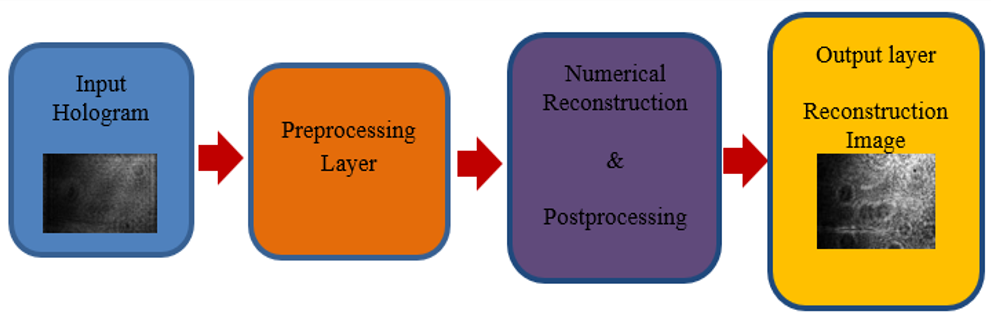 Input
Hologram
Preprocessing
Layer
Numerical
Reconstruction
&
Postprocessing
Output layer
Reconstruction
Image